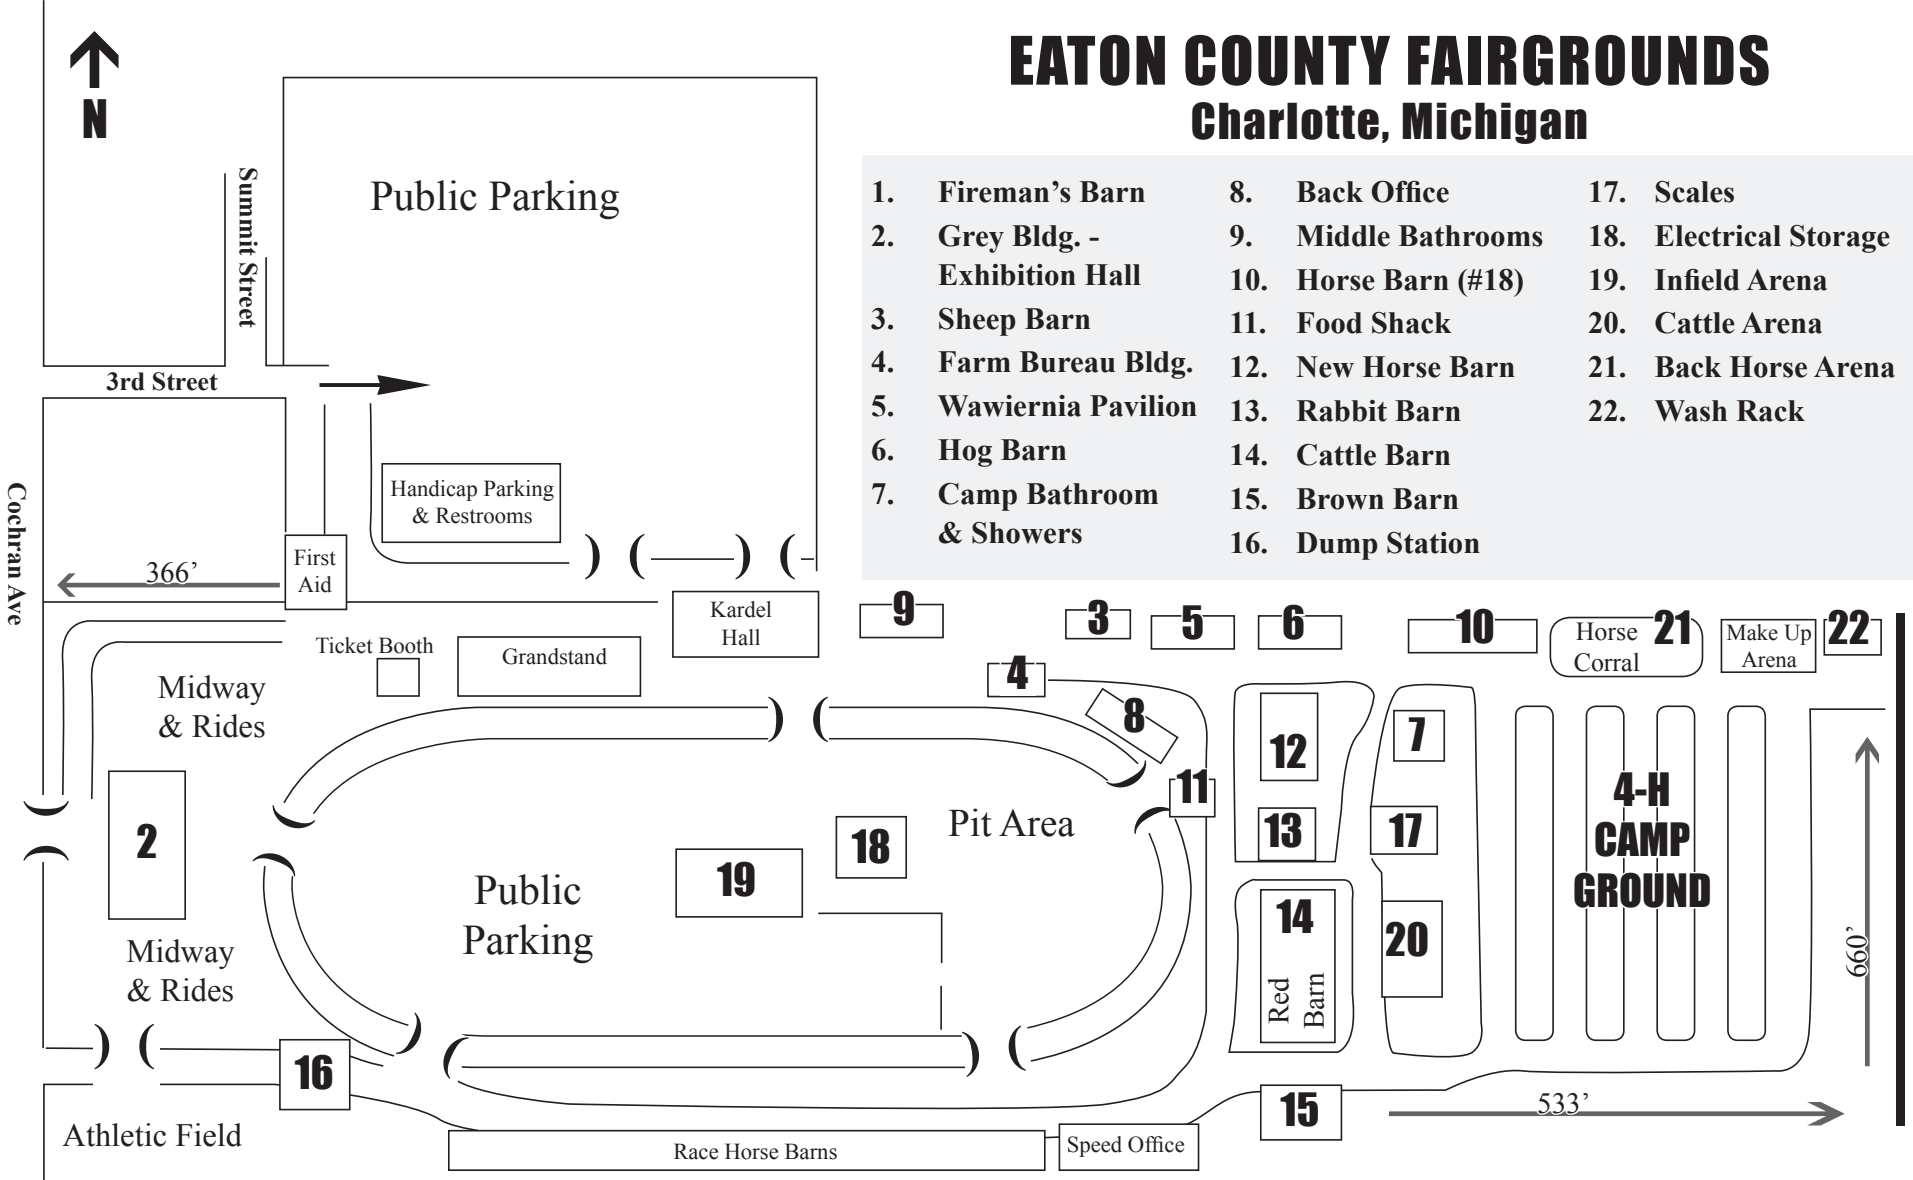 EATON COUNTY FAIRGROUNDS
Charlotte, Michigan
N
1. Fireman’s Barn
2. Grey Bldg. -
Exhibition Hall
3. Sheep Barn
4. Farm Bureau Bldg.
5. Wawiernia Pavilion
6. Hog Barn
7. Camp Bathroom
& Showers
8. Back Office
9. Middle Bathrooms
10. Horse Barn (#18)
11. Food Shack
12. New Horse Barn
13. Rabbit Barn
14. Cattle Barn
15. Brown Barn
16. Dump Station
17. Scales
18. Electrical Storage
19. Infield Arena
20. Cattle Arena
21. Back Horse Arena
22. Wash Rack
Public Parking
Summit Street
3rd Street
Cochran Ave
Handicap Parking
& Restrooms
First
Aid
366’
Kardel
Hall
Ticket Booth
Grandstand
9
3
5
6
10
Horse
Corral
21
Make Up
Arena
22
4
8
Midway
& Rides
12
7
11
4-H
CAMP
GROUND
2
Pit Area
18
13
17
19
Public
Parking
14
Red
Barn
20
660’
Midway
& Rides
16
15
533’
Athletic Field
Race Horse Barns
Speed Office